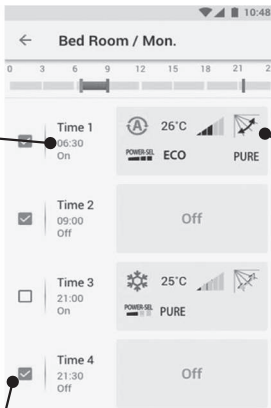 10:48
Bed Room / Mon.
0 3 6 9 12 15 18 21 2
Time 1
06:30
On
A 26°C
POWER-SEL ECO PURE
Time 2
09:00
Off
Off
Time 3
21:00
On
25°C
POWER-SEL PURE
Time 4
21:30
Off
Off